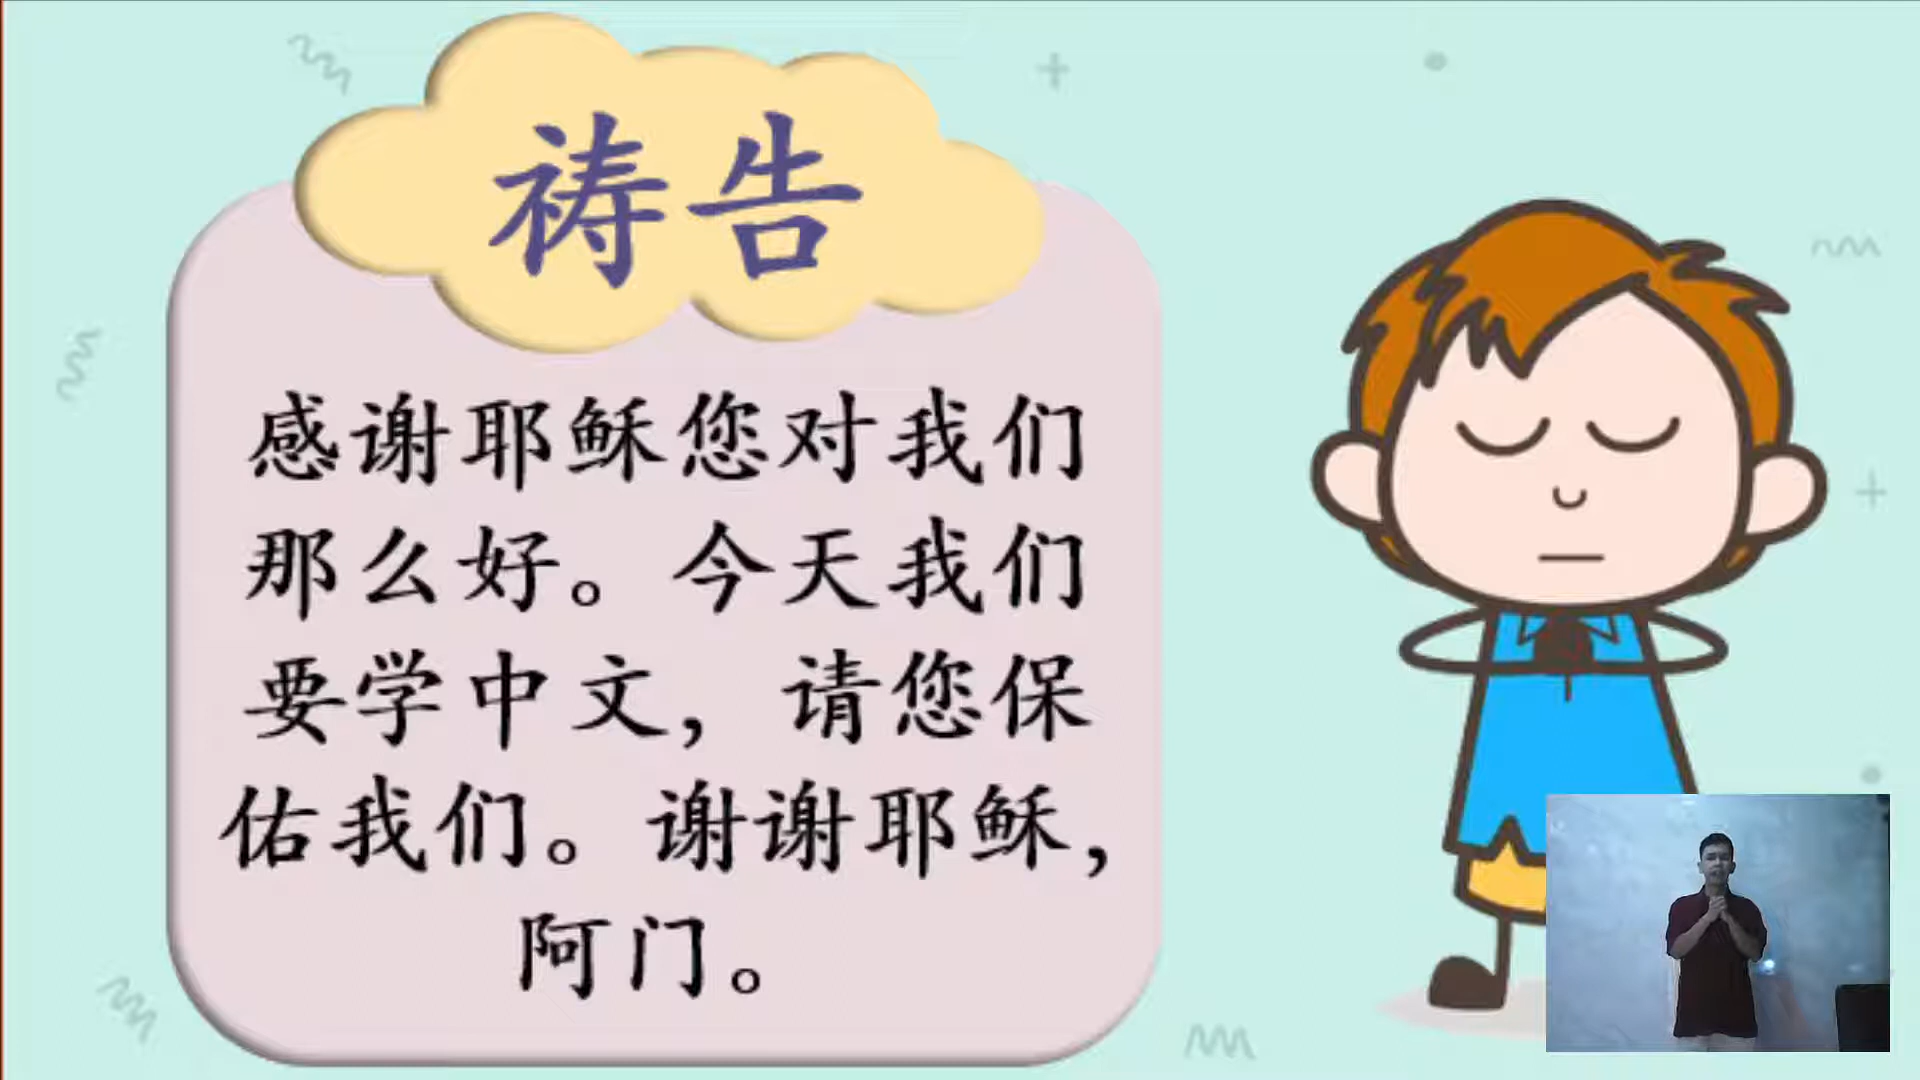 祷告
感谢耶稣您对我们
那么好。今天我们
要学中文，请您保
佑我们。谢谢耶稣，
阿门。